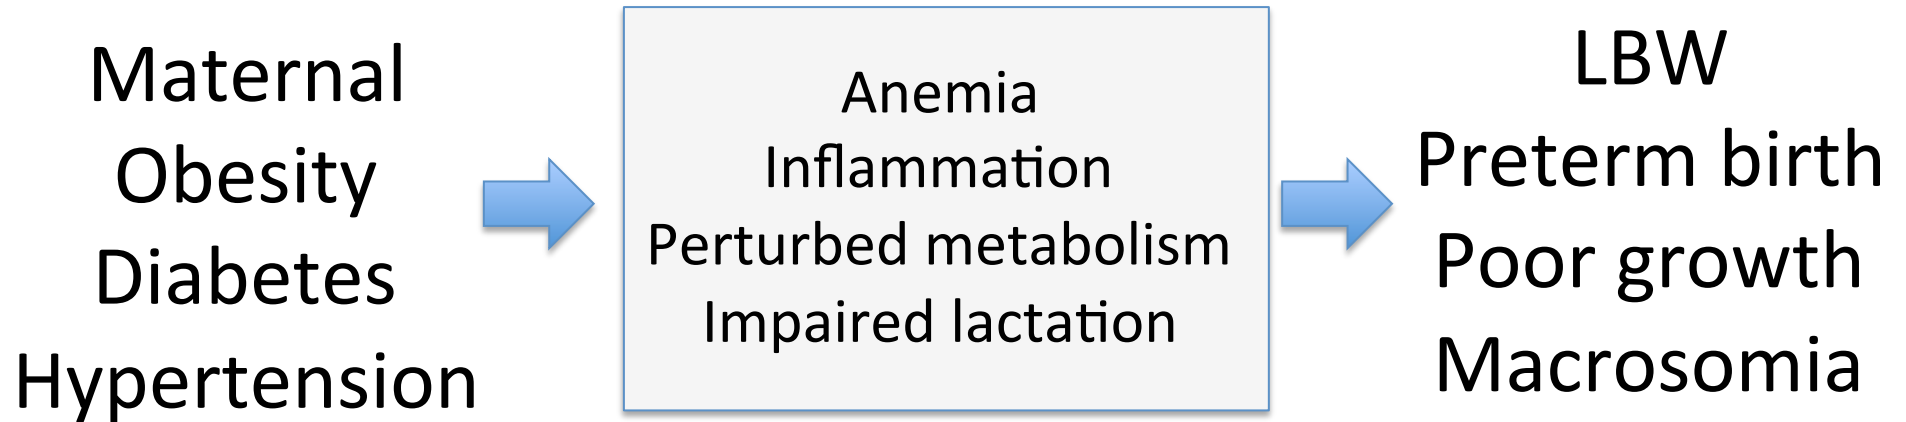 Maternal
Obesity
Diabetes
Hypertension
Anemia
Inflammation
Perturbed metabolism
Impaired lactation
LBW
Preterm birth
Poor growth
Macrosomia